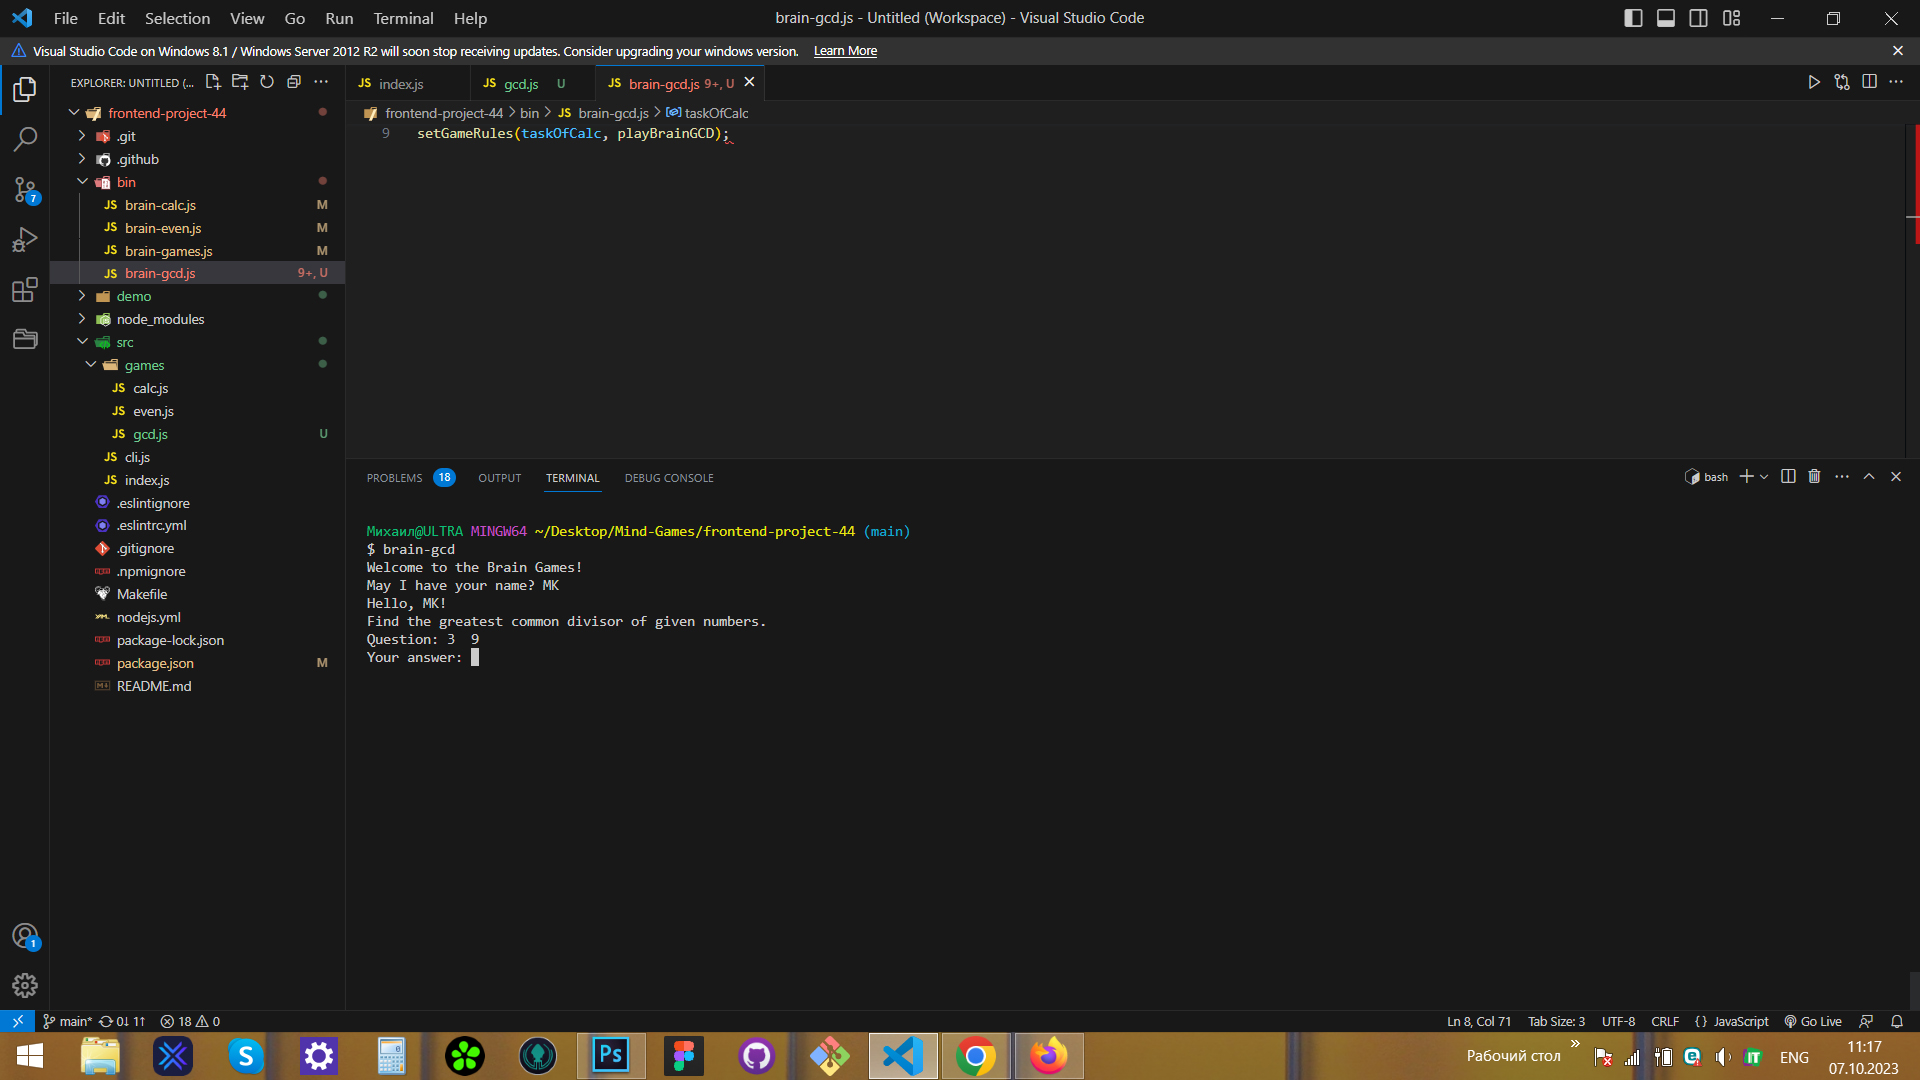 File Edit Selection View Go Run Terminal Help
brain-gcd.js - Untitled (Workspace) - Visual Studio Code
Visual Studio Code on Windows 8.1 / Windows Server 2012 R2 will soon stop receiving updates. Consider upgrading your windows version. Learn More
EXPLORER: UNTITLED (...
JS index.js
JS gcd.js U
JS brain-gcd.js 9+, U
frontend-project-44 > bin > JS brain-gcd.js > taskOfCalc
9 setGameRules(taskOfCalc, playBrainGCD);
frontend-project-44
.git
.github
bin
JS brain-calc.js M
JS brain-even.js M
JS brain-games.js M
JS brain-gcd.js 9+, U
demo
node_modules
src
games
JS calc.js
JS even.js
JS gcd.js U
JS cli.js
JS index.js
.eslintignore
.eslintrc.yml
.gitignore
.npmignore
Makefile
nodejs.yml
package-lock.json
package.json M
README.md
7
1
PROBLEMS 18 OUTPUT TERMINAL DEBUG CONSOLE
bash
Михаил@ULTRA MINGW64 ~/Desktop/Mind-Games/frontend-project-44 (main)
$ brain-gcd
Welcome to the Brain Games!
May I have your name? MK
Hello, MK!
Find the greatest common divisor of given numbers.
Question: 3  9
Your answer:
main* 0↓ 1↑ 18 0
Ln 8, Col 71 Tab Size: 3 UTF-8 CRLF {} JavaScript Go Live
Ps
Рабочий стол » ENG
11:17
07.10.2023